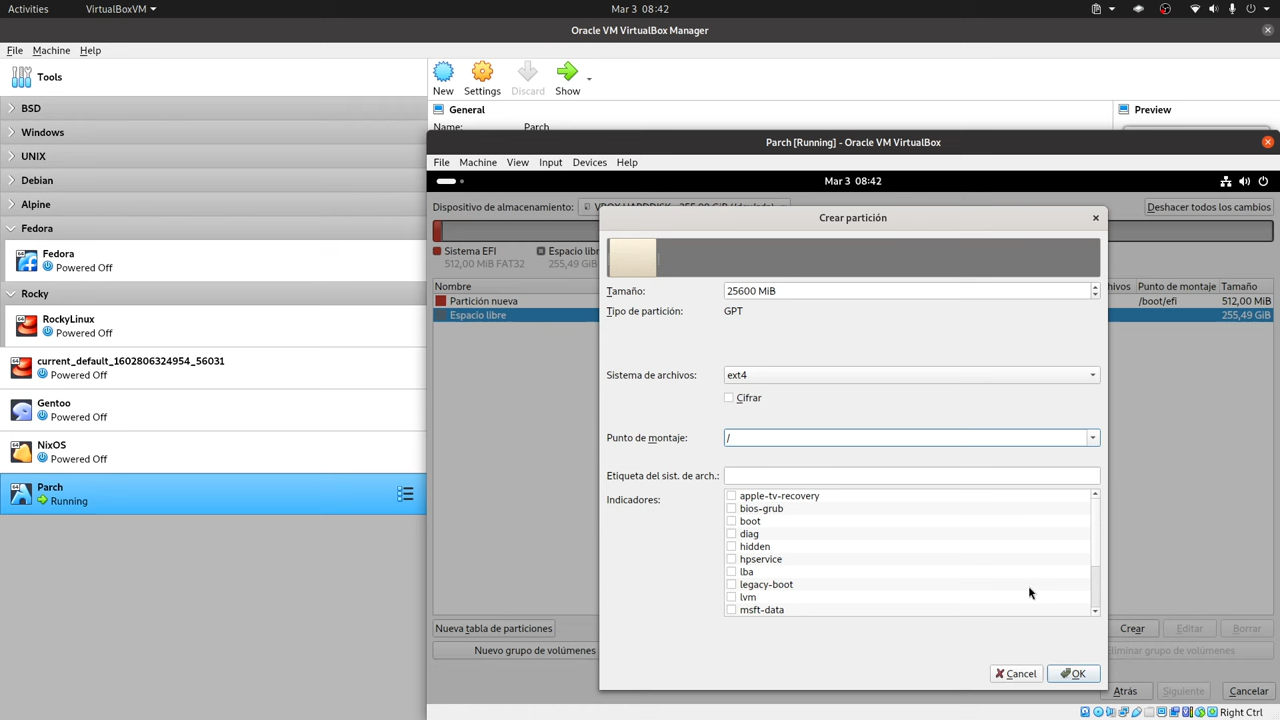 Activities VirtualBoxVM Mar 3 08:42
Oracle VM VirtualBox Manager
File Machine Help
Tools
New Settings Discard Show
BSD
Windows
UNIX
Debian
Alpine
Fedora
Fedora
Powered Off
Rocky
RockyLinux
Powered Off
current_default_1602806324954_56031
Powered Off
Gentoo
Powered Off
NixOS
Powered Off
Parch
Running
General
Preview
Name: Parch
Parch [Running] - Oracle VM VirtualBox
File Machine View Input Devices Help
Mar 3 08:42
Dispositivo de almacenamiento:
Deshacer todos los cambios
Sistema EFI
512,00 MiB FAT32
Espacio
255,49 GiB
Nombre
Punto de montaje Tamaño
Partición nueva /boot/efi 512,00 MiB
Espacio libre 255,49 GiB
Crear partición
Tamaño: 25600 MiB
Tipo de partición: GPT
Sistema de archivos: ext4
Cifrar
Punto de montaje: /
Etiqueta del sist. de arch.:
Indicadores:
apple-tv-recovery
bios-grub
boot
diag
hidden
hpservice
lba
legacy-boot
lvm
msft-data
Cancel OK
Nueva tabla de particiones
Crear Editar Borrar
Nuevo grupo de volúmenes
grupo de volúmenes
Atrás Siguiente Cancelar
Right Ctrl